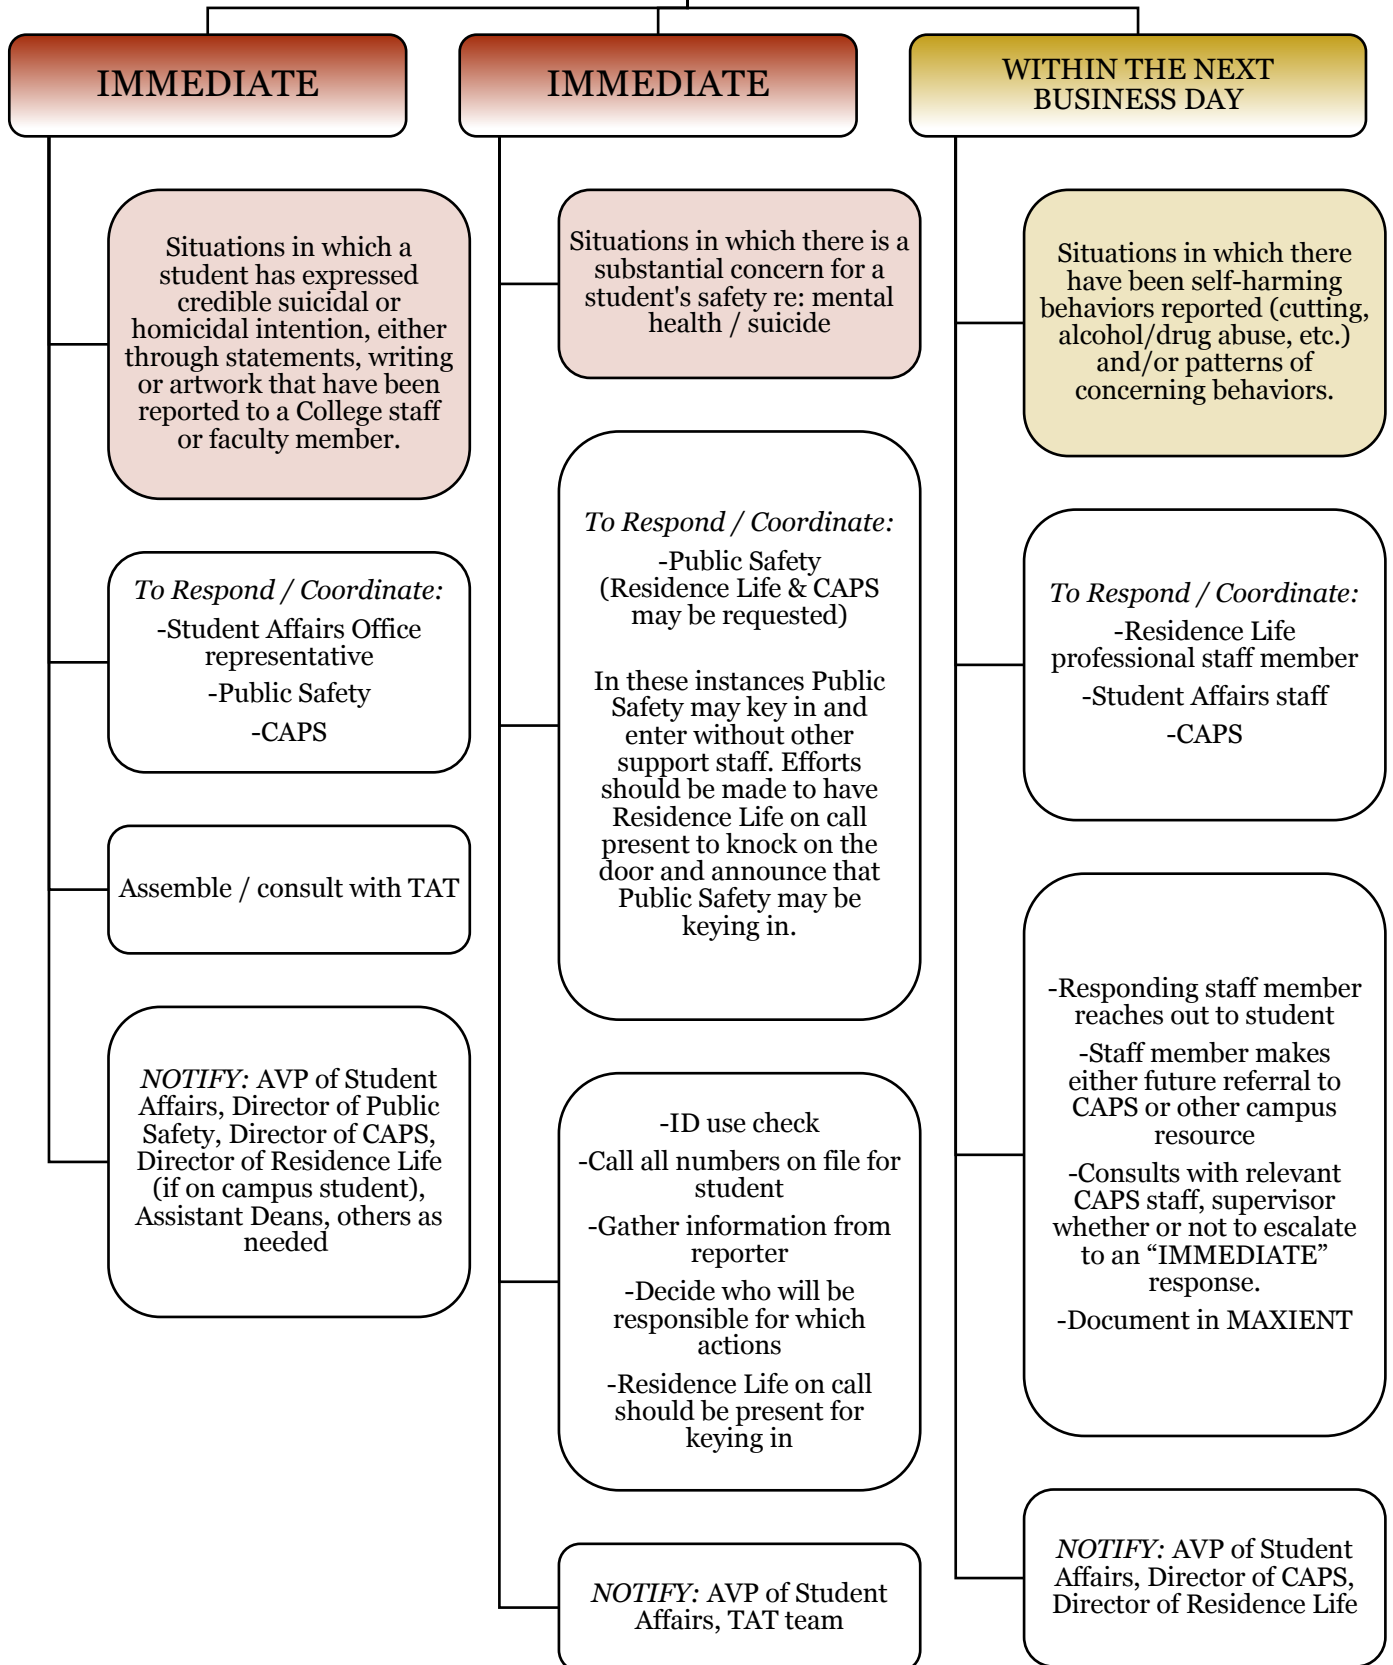 IMMEDIATE
Situations in which a
student has expressed
credible suicidal or
homicidal intention, either
through statements, writing
or artwork that have been
reported to a College staff
or faculty member.
To Respond / Coordinate:
-Student Affairs Office
representative
-Public Safety
-CAPS
Assemble / consult with TAT
NOTIFY: AVP of Student
Affairs, Director of Public
Safety, Director of CAPS,
Director of Residence Life
(if on campus student),
Assistant Deans, others as
needed
IMMEDIATE
Situations in which there is a
substantial concern for a
student's safety re: mental
health / suicide
To Respond / Coordinate:
-Public Safety
(Residence Life & CAPS
may be requested)
In these instances Public
Safety may key in and
enter without other
support staff. Efforts
should be made to have
Residence Life on call
present to knock on the
door and announce that
Public Safety may be
keying in.
-ID use check
-Call all numbers on file for
student
-Gather information from
reporter
-Decide who will be
responsible for which
actions
-Residence Life on call
should be present for
keying in
NOTIFY: AVP of Student
Affairs, TAT team
WITHIN THE NEXT
BUSINESS DAY
Situations in which there
have been self-harming
behaviors reported (cutting,
alcohol/drug abuse, etc.)
and/or patterns of
concerning behaviors.
To Respond / Coordinate:
-Residence Life
professional staff member
-Student Affairs staff
-CAPS
-Responding staff member
reaches out to student
-Staff member makes
either future referral to
CAPS or other campus
resource
-Consults with relevant
CAPS staff, supervisor
whether or not to escalate
to an “IMMEDIATE”
response.
-Document in MAXIENT
NOTIFY: AVP of Student
Affairs, Director of CAPS,
Director of Residence Life